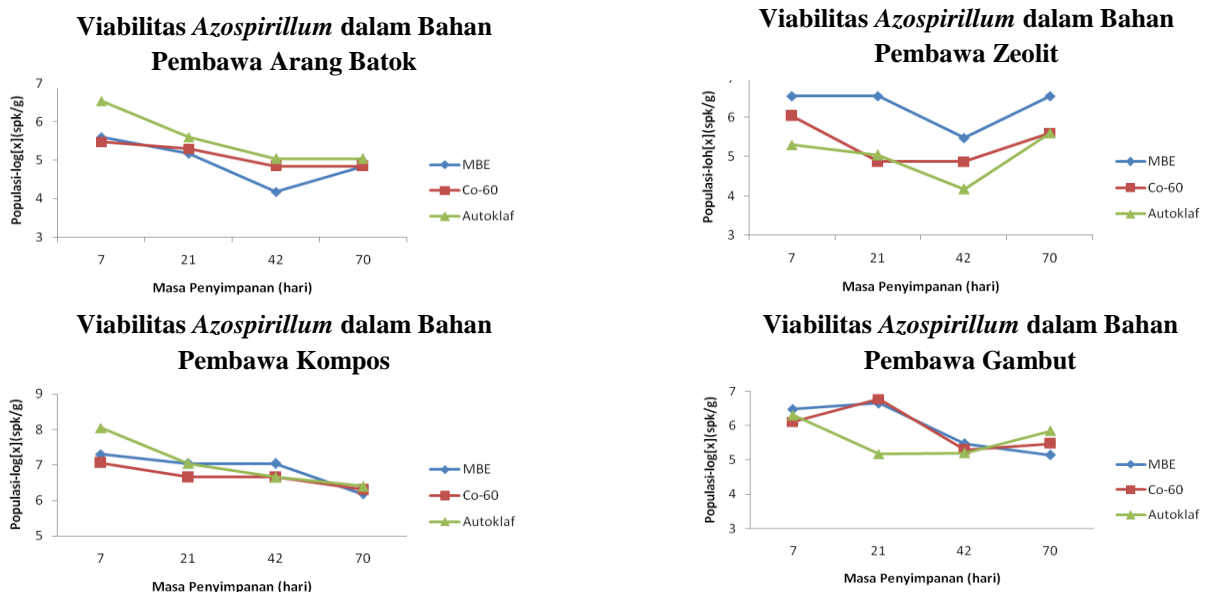 Viabilitas Azospirillum dalam Bahan
Pembawa Arang Batok
Populasi-log[x](spk/g)
7
6
5
4
3
7 21 42 70
Masa Penyimpanan (hari)
MBE
Co-60
Autoklaf
Viabilitas Azospirillum dalam Bahan
Pembawa Zeolit
Populasi-loh[x](spk/g)
6
5
4
3
7 21 42 70
Masa Penyimpanan (hari)
MBE
Co-60
Autoklaf
Viabilitas Azospirillum dalam Bahan
Pembawa Kompos
Populasi-log[x](spk/g)
9
8
7
6
5
7 21 42 70
Masa Penyimpanan (hari)
MBE
Co-60
Autoklaf
Viabilitas Azospirillum dalam Bahan
Pembawa Gambut
Populasi-log[x](spk/g)
7
6
5
4
3
7 21 42 70
Masa Penyimpanan (hari)
MBE
Co-60
Autoklaf